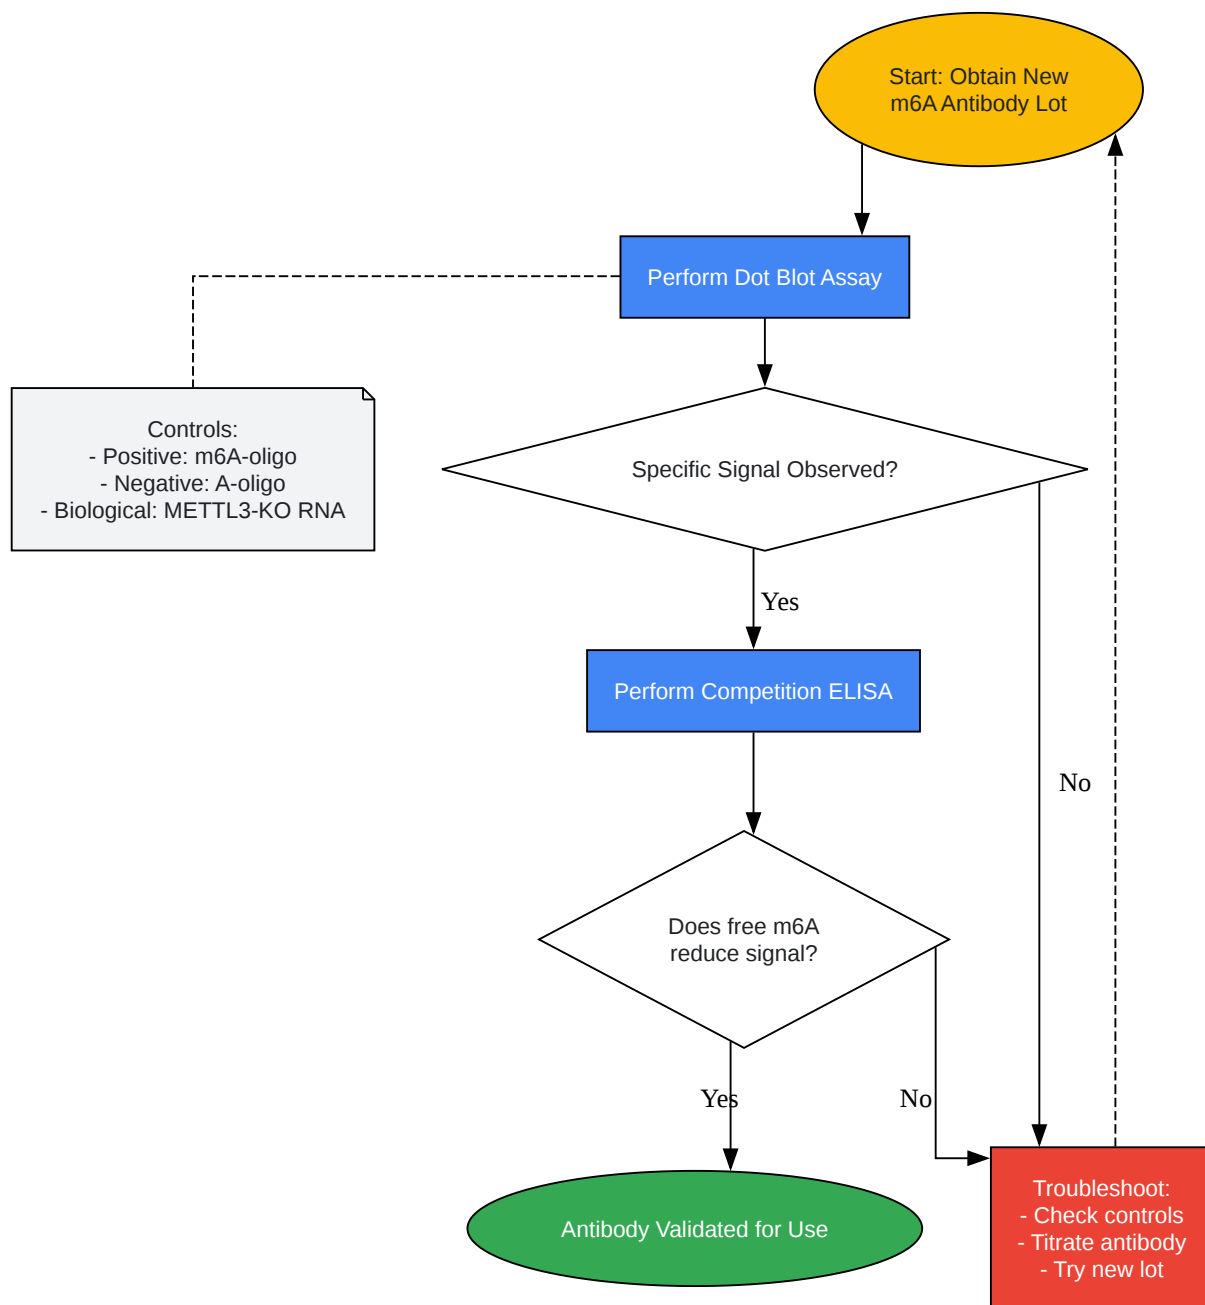 Start: Obtain New
m6A Antibody Lot
Perform Dot Blot Assay
Controls:
- Positive: m6A-oligo
- Negative: A-oligo
- Biological: METTL3-KO RNA
Specific Signal Observed?
Yes
Perform Competition ELISA
No
Does free m6A
reduce signal?
Yes
No
Antibody Validated for Use
Troubleshoot:
- Check controls
- Titrate antibody
- Try new lot